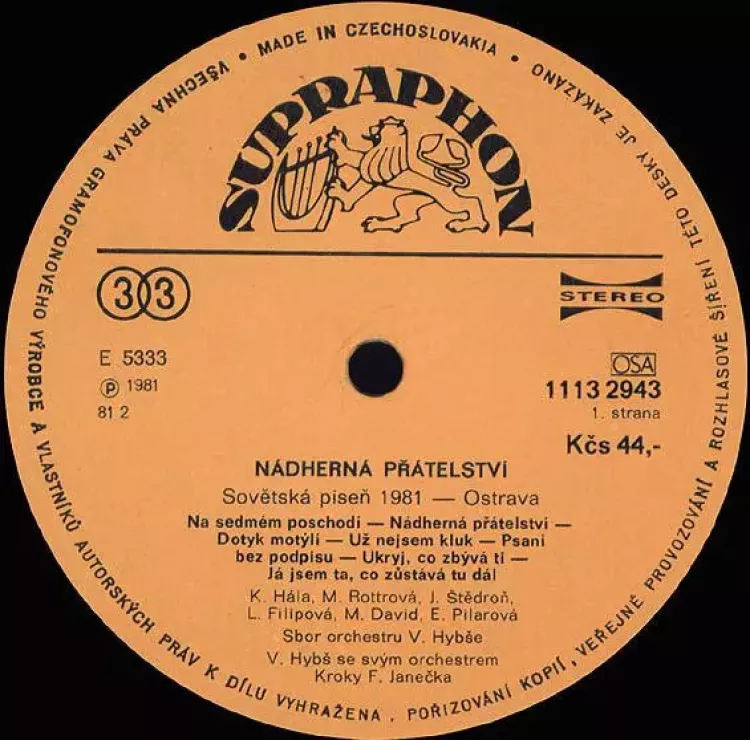 VŠECHNA PRÁVA GRAMOFONOVÉHO VÝROBCE A VLASTNÍKŮ AUTORSKÝCH PRÁV K DÍLU VYHRAŽENA. POŘIZOVÁNÍ KOPIÍ, VEŘEJNÉ PROVOZOVÁNÍ A ROZHLASOVÉ ŠÍŘENÍ TÉTO DESKY JE ZAKÁZÁNO • MADE IN CZECHOSLOVAKIA •
SUPRAPHON
33
STEREO
E 5333
OSA
℗ 1981
1113 2943
81 2
1. strana
Kčs 44,-
NÁDHERNÁ PŘÁTELSTVÍ
Sovětská píseň 1981 — Ostrava
Na sedmém poschodí — Nádherná přátelství —
Dotyk motýlí — Už nejsem kluk — Psaní
bez podpisu — Ukryj, co zbývá ti —
Já jsem ta, co zůstává tu dál
K. Hála, M. Rottrová, J. Štědroň,
L. Filipová, M. David, E. Pilarová
Sbor orchestru V. Hybše
V. Hybš se svým orchestrem
Kroky F. Janečka